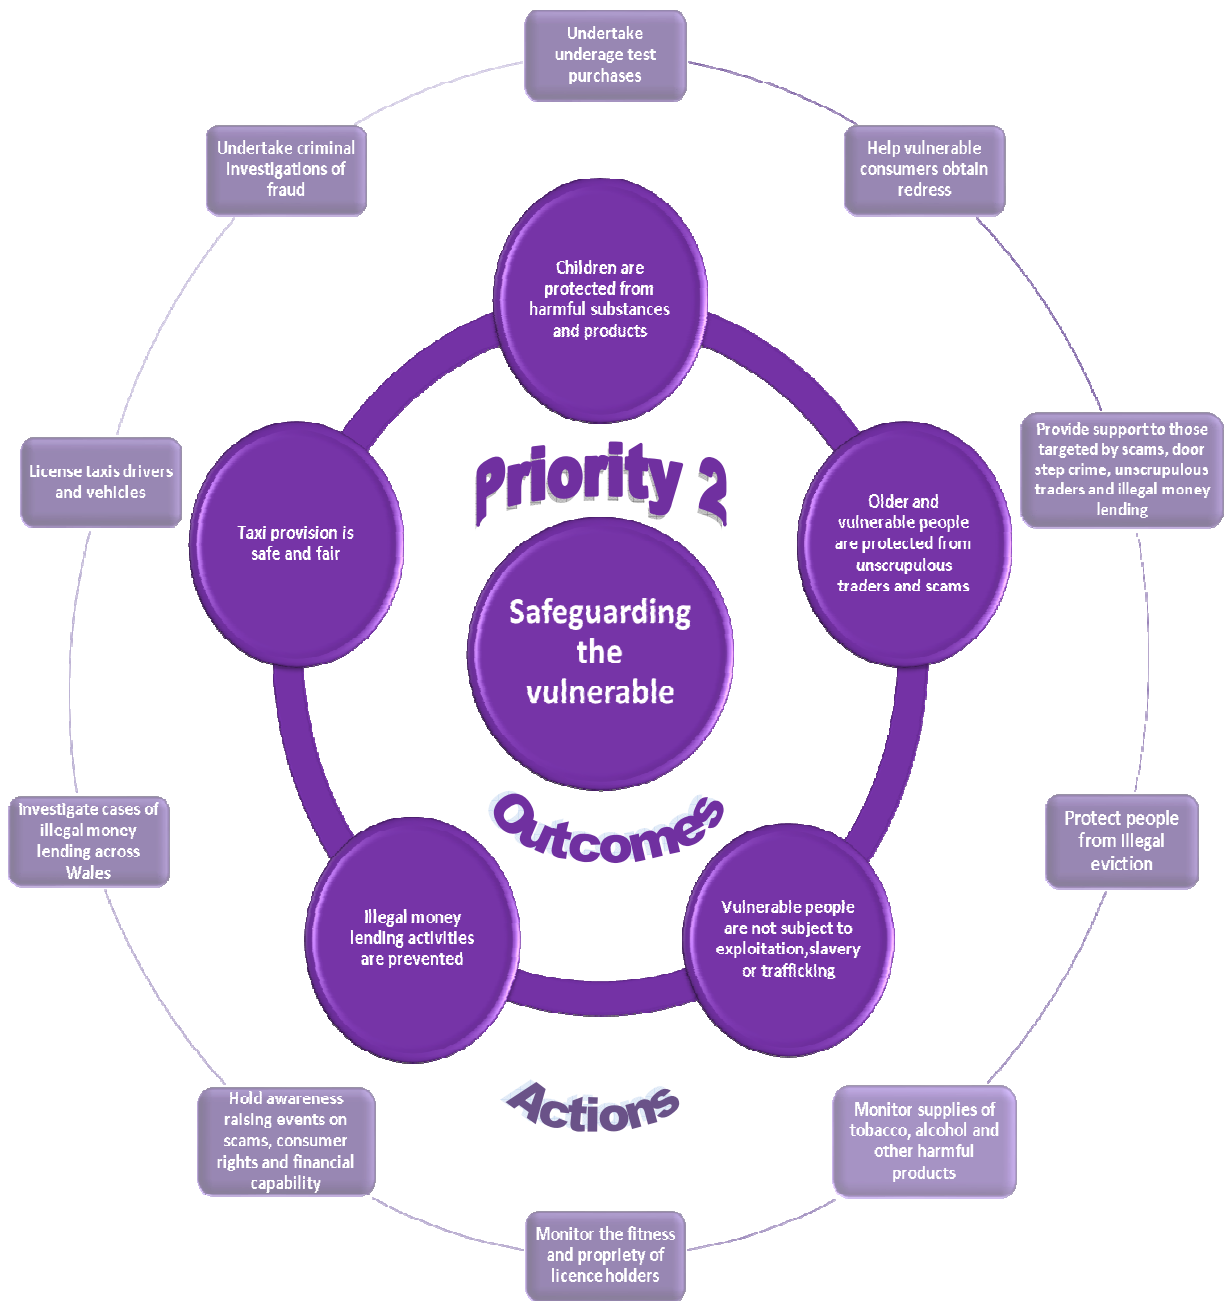 Undertake
underage test
purchases
Undertake criminal
investigations of
fraud
Help vulnerable
consumers obtain
redress
Children are
protected from
harmful substances
and products
Priority 2
License taxis drivers
and vehicles
Provide support to those
targeted by scams, door
step crime, unscrupulous
traders and illegal money
lending
Taxi provision is
safe and fair
Older and
vulnerable people
are protected from
unscrupulous
traders and scams
Safeguarding
the
vulnerable
Outcomes
Investigate cases of
illegal money
lending across
Wales
Protect people
from illegal
eviction
Illegal money
lending activities
are prevented
Vulnerable people
are not subject to
exploitation,slavery
or trafficking
Actions
Hold awareness
raising events on
scams, consumer
rights and financial
capability
Monitor supplies of
tobacco, alcohol and
other harmful
products
Monitor the fitness
and propriety of
licence holders